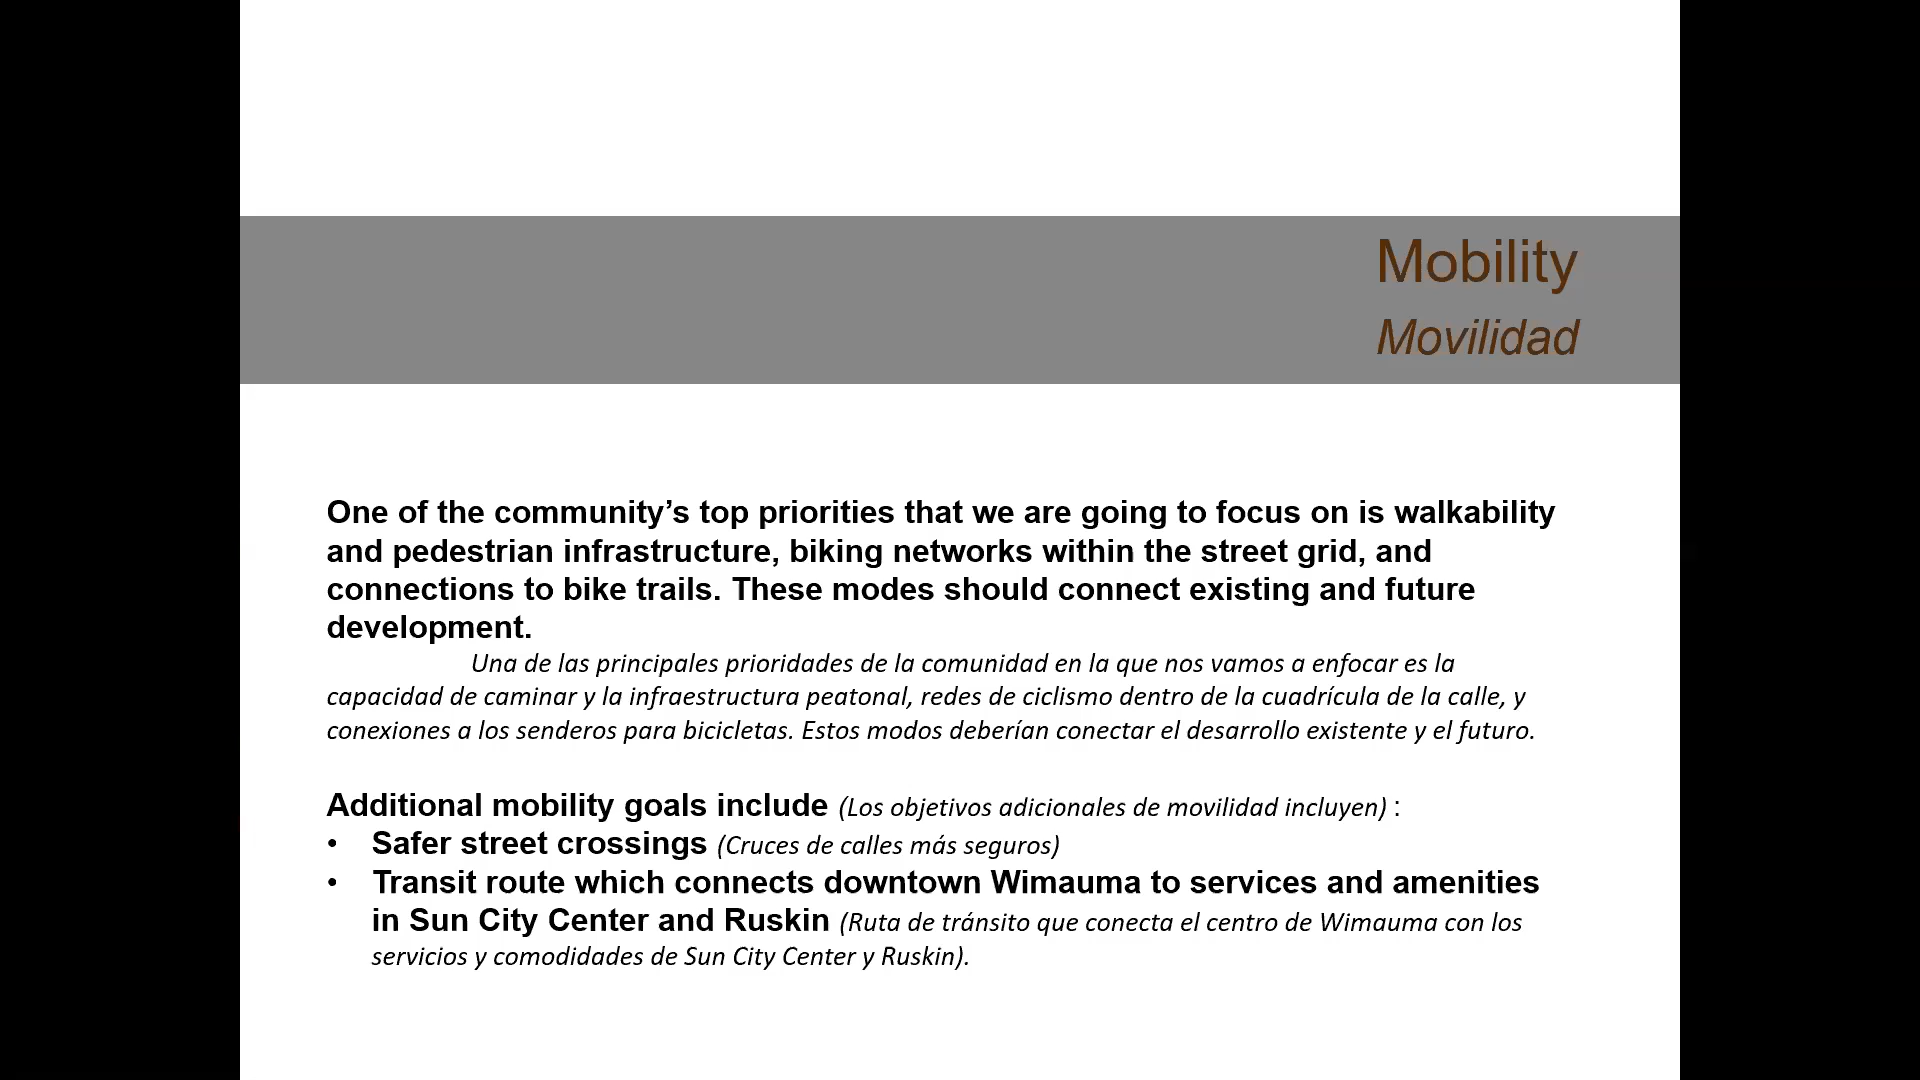 Mobility
Movilidad
One of the community’s top priorities that we are going to focus on is walkability
and pedestrian infrastructure, biking networks within the street grid, and
connections to bike trails. These modes should connect existing and future
development.
Una de las principales prioridades de la comunidad en la que nos vamos a enfocar es la
capacidad de caminar y la infraestructura peatonal, redes de ciclismo dentro de la cuadrícula de la calle, y
conexiones a los senderos para bicicletas. Estos modos deberían conectar el desarrollo existente y el futuro.
Additional mobility goals include (Los objetivos adicionales de movilidad incluyen) :
• Safer street crossings (Cruces de calles más seguros)
• Transit route which connects downtown Wimauma to services and amenities
in Sun City Center and Ruskin (Ruta de tránsito que conecta el centro de Wimauma con los
servicios y comodidades de Sun City Center y Ruskin).